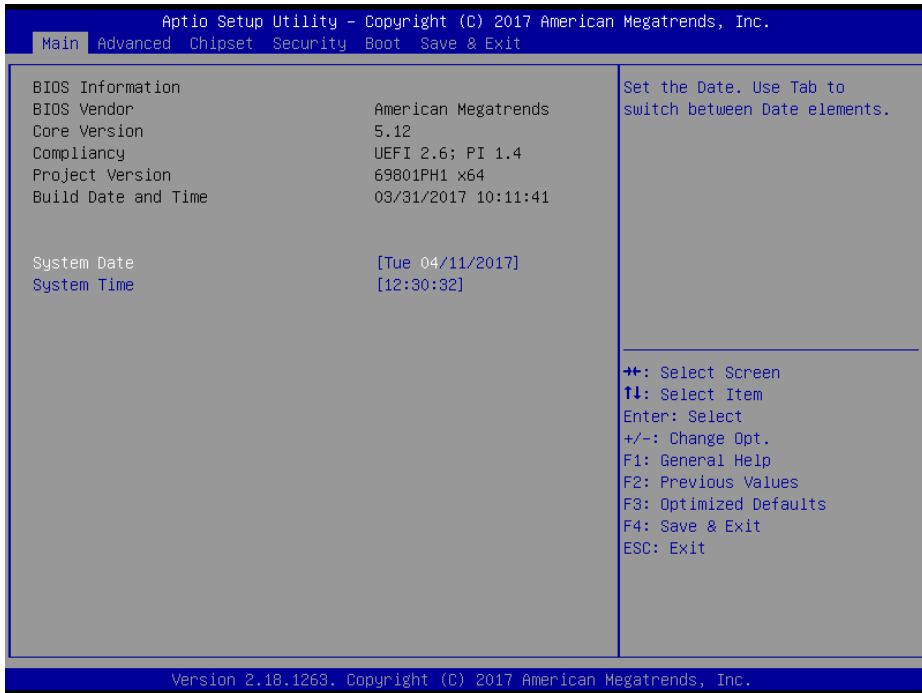 Aptio Setup Utility – Copyright (C) 2017 American Megatrends, Inc.
Main Advanced Chipset Security Boot Save & Exit
BIOS Information
BIOS Vendor American Megatrends
Core Version 5.12
Compliancy UEFI 2.6; PI 1.4
Project Version 69801PH1 x64
Build Date and Time 03/31/2017 10:11:41
System Date [Tue 04/11/2017]
System Time [12:30:32]
Set the Date. Use Tab to
switch between Date elements.
→←: Select Screen
↑↓: Select Item
Enter: Select
+/-: Change Opt.
F1: General Help
F2: Previous Values
F3: Optimized Defaults
F4: Save & Exit
ESC: Exit
Version 2.18.1263. Copyright (C) 2017 American Megatrends, Inc.